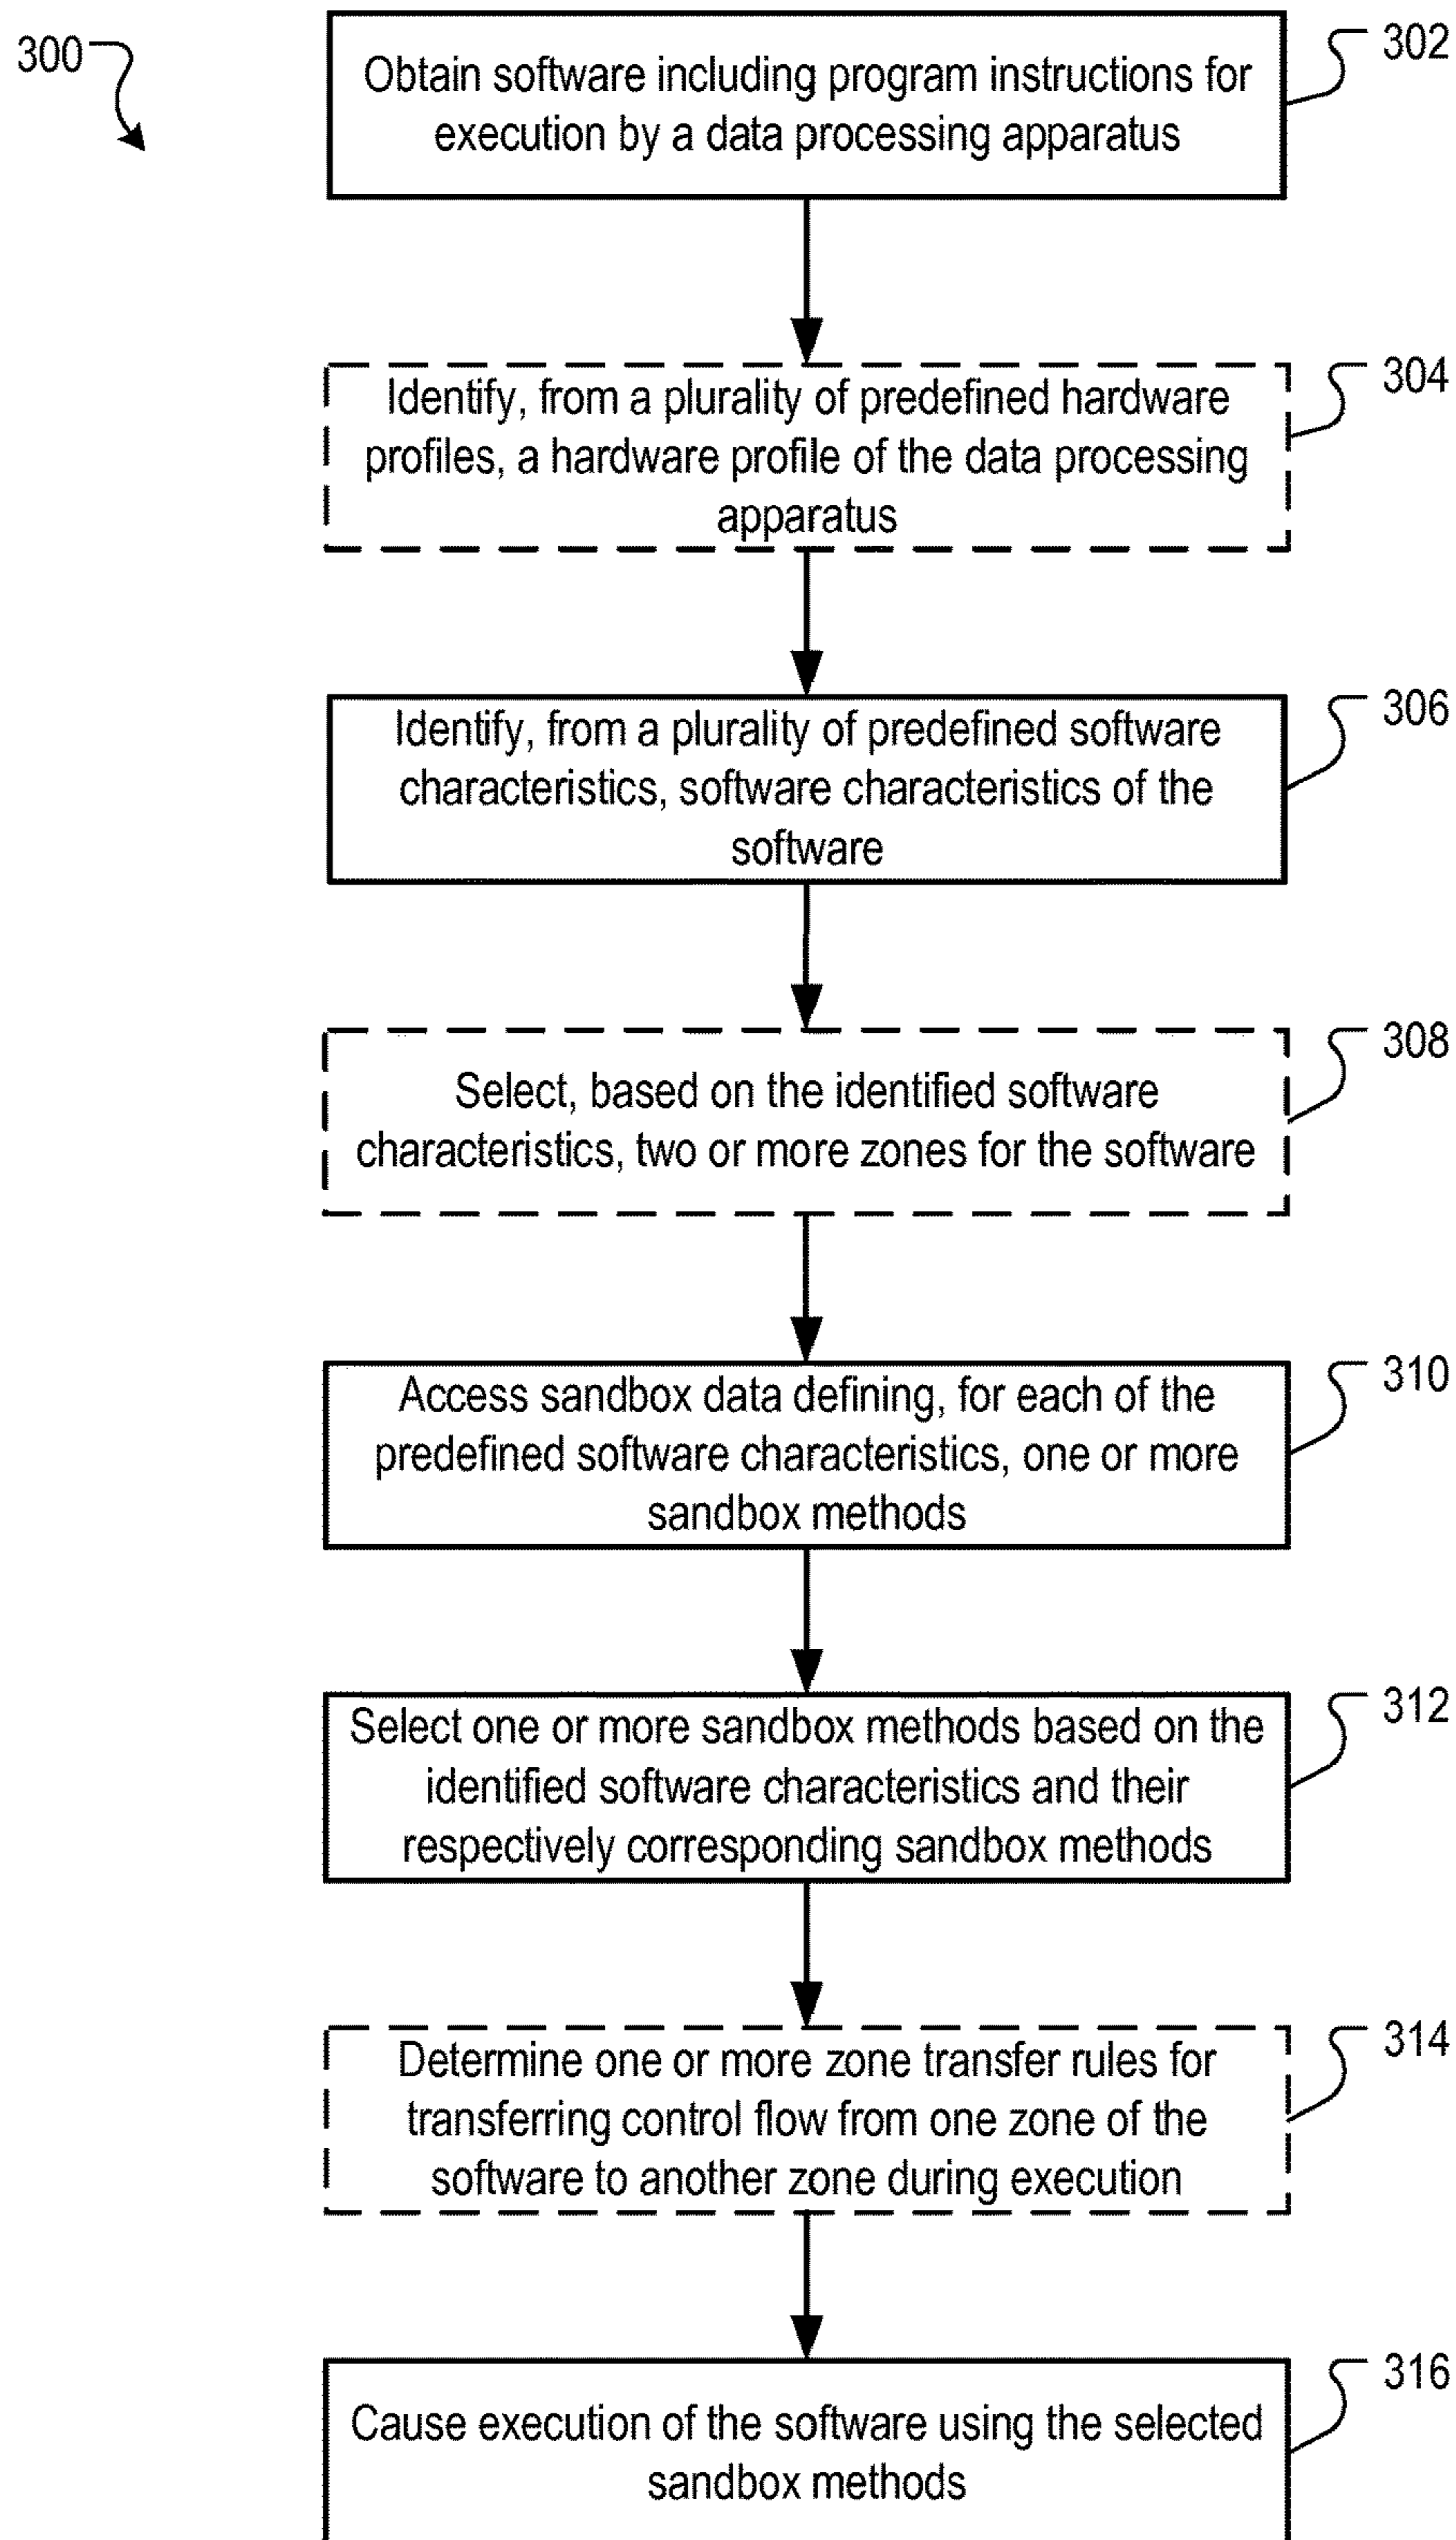 300
302
Obtain software including program instructions for
execution by a data processing apparatus
304
Identify, from a plurality of predefined hardware
profiles, a hardware profile of the data processing
apparatus
306
Identify, from a plurality of predefined software
characteristics, software characteristics of the
software
308
Select, based on the identified software
characteristics, two or more zones for the software
310
Access sandbox data defining, for each of the
predefined software characteristics, one or more
sandbox methods
312
Select one or more sandbox methods based on the
identified software characteristics and their
respectively corresponding sandbox methods
314
Determine one or more zone transfer rules for
transferring control flow from one zone of the
software to another zone during execution
316
Cause execution of the software using the selected
sandbox methods